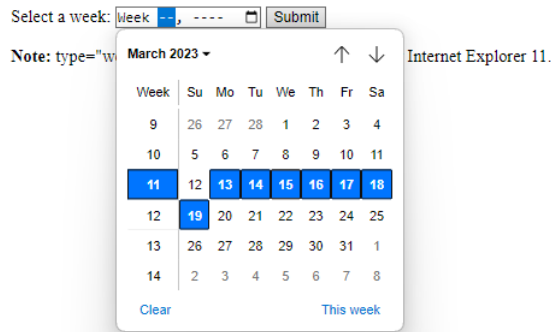 Select a week: Week --, ---- Submit
Note: type="w Internet Explorer 11.
March 2023
Week Su Mo Tu We Th Fr Sa
9 26 27 28 1 2 3 4
10 5 6 7 8 9 10 11
11 12 13 14 15 16 17 18
12 19 20 21 22 23 24 25
13 26 27 28 29 30 31 1
14 2 3 4 5 6 7 8
Clear This week